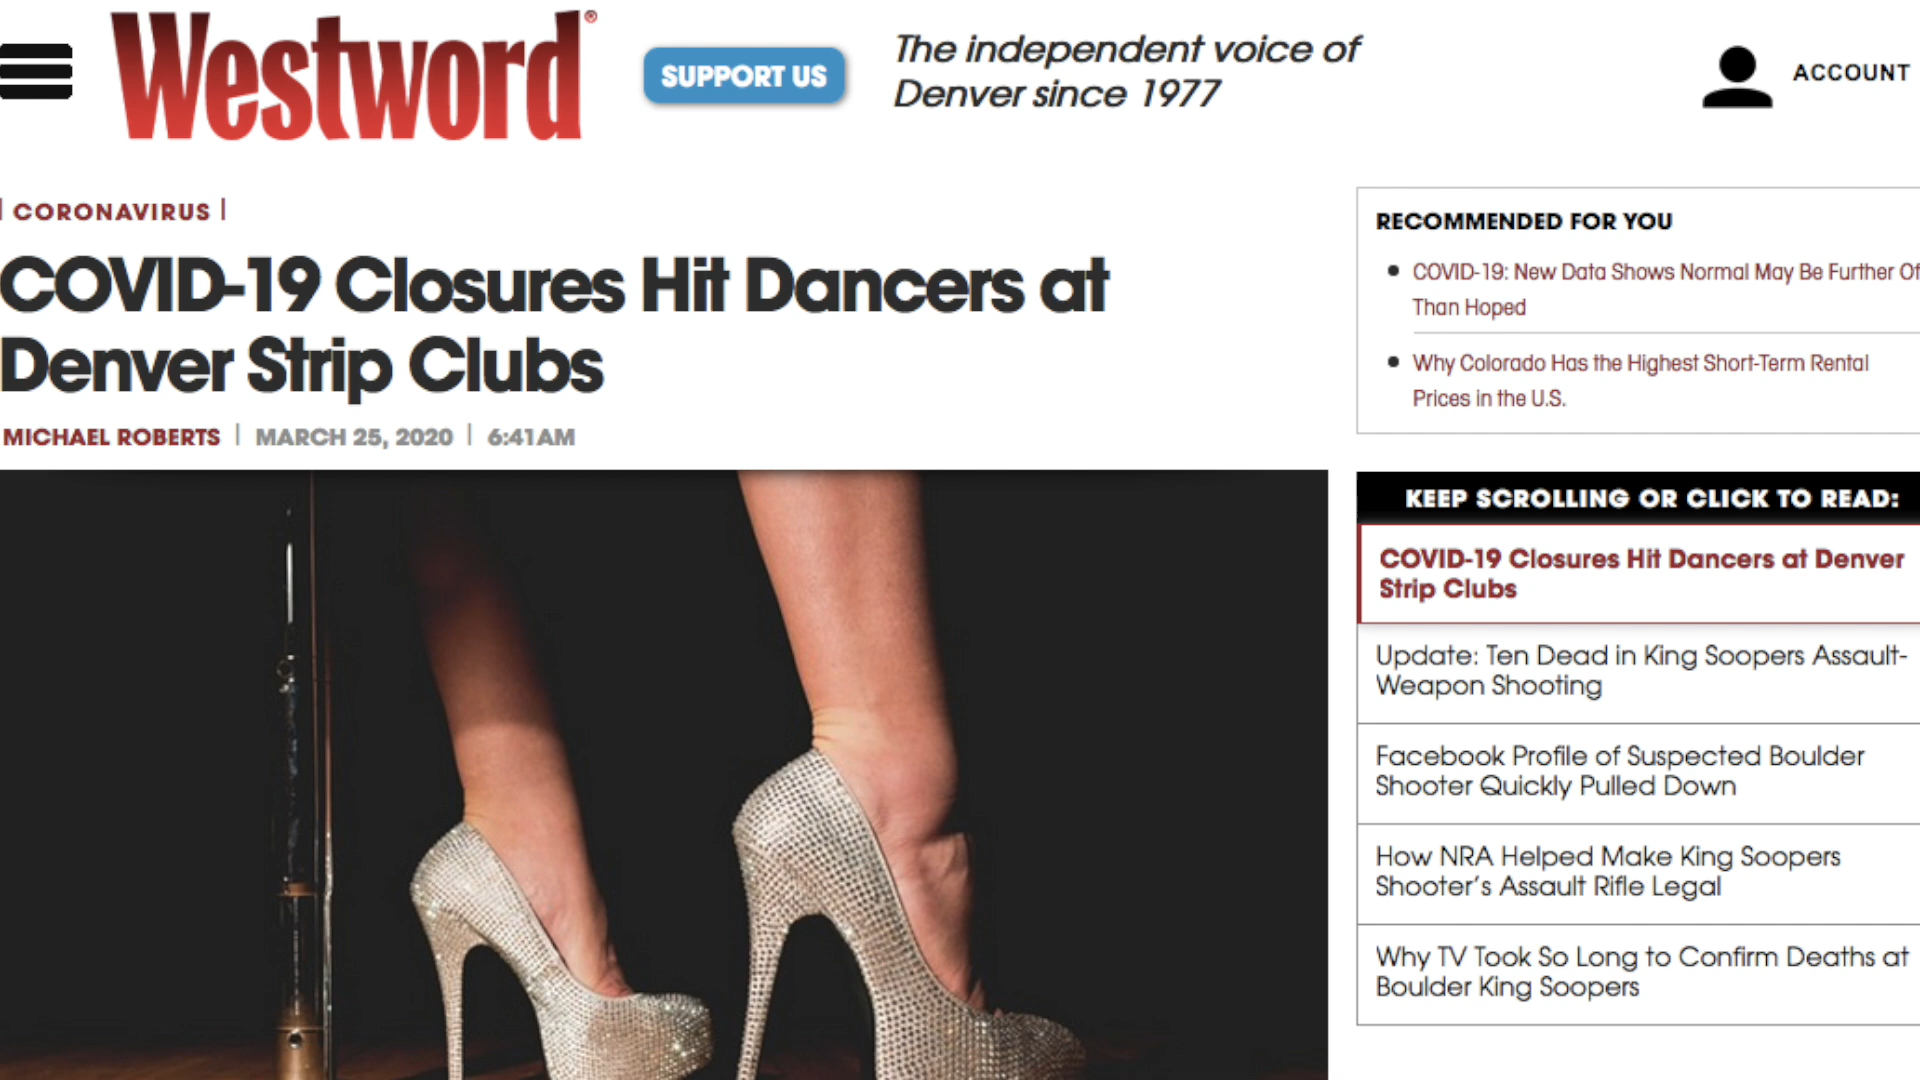 Westword®
SUPPORT US
The independent voice of
Denver since 1977
ACCOUNT
| CORONAVIRUS |
COVID-19 Closures Hit Dancers at
Denver Strip Clubs
MICHAEL ROBERTS | MARCH 25, 2020 | 6:41AM
RECOMMENDED FOR YOU
• COVID-19: New Data Shows Normal May Be Further Of
Than Hoped
• Why Colorado Has the Highest Short-Term Rental
Prices in the U.S.
KEEP SCROLLING OR CLICK TO READ:
COVID-19 Closures Hit Dancers at Denver
Strip Clubs
Update: Ten Dead in King Soopers Assault-
Weapon Shooting
Facebook Profile of Suspected Boulder
Shooter Quickly Pulled Down
How NRA Helped Make King Soopers
Shooter's Assault Rifle Legal
Why TV Took So Long to Confirm Deaths at
Boulder King Soopers